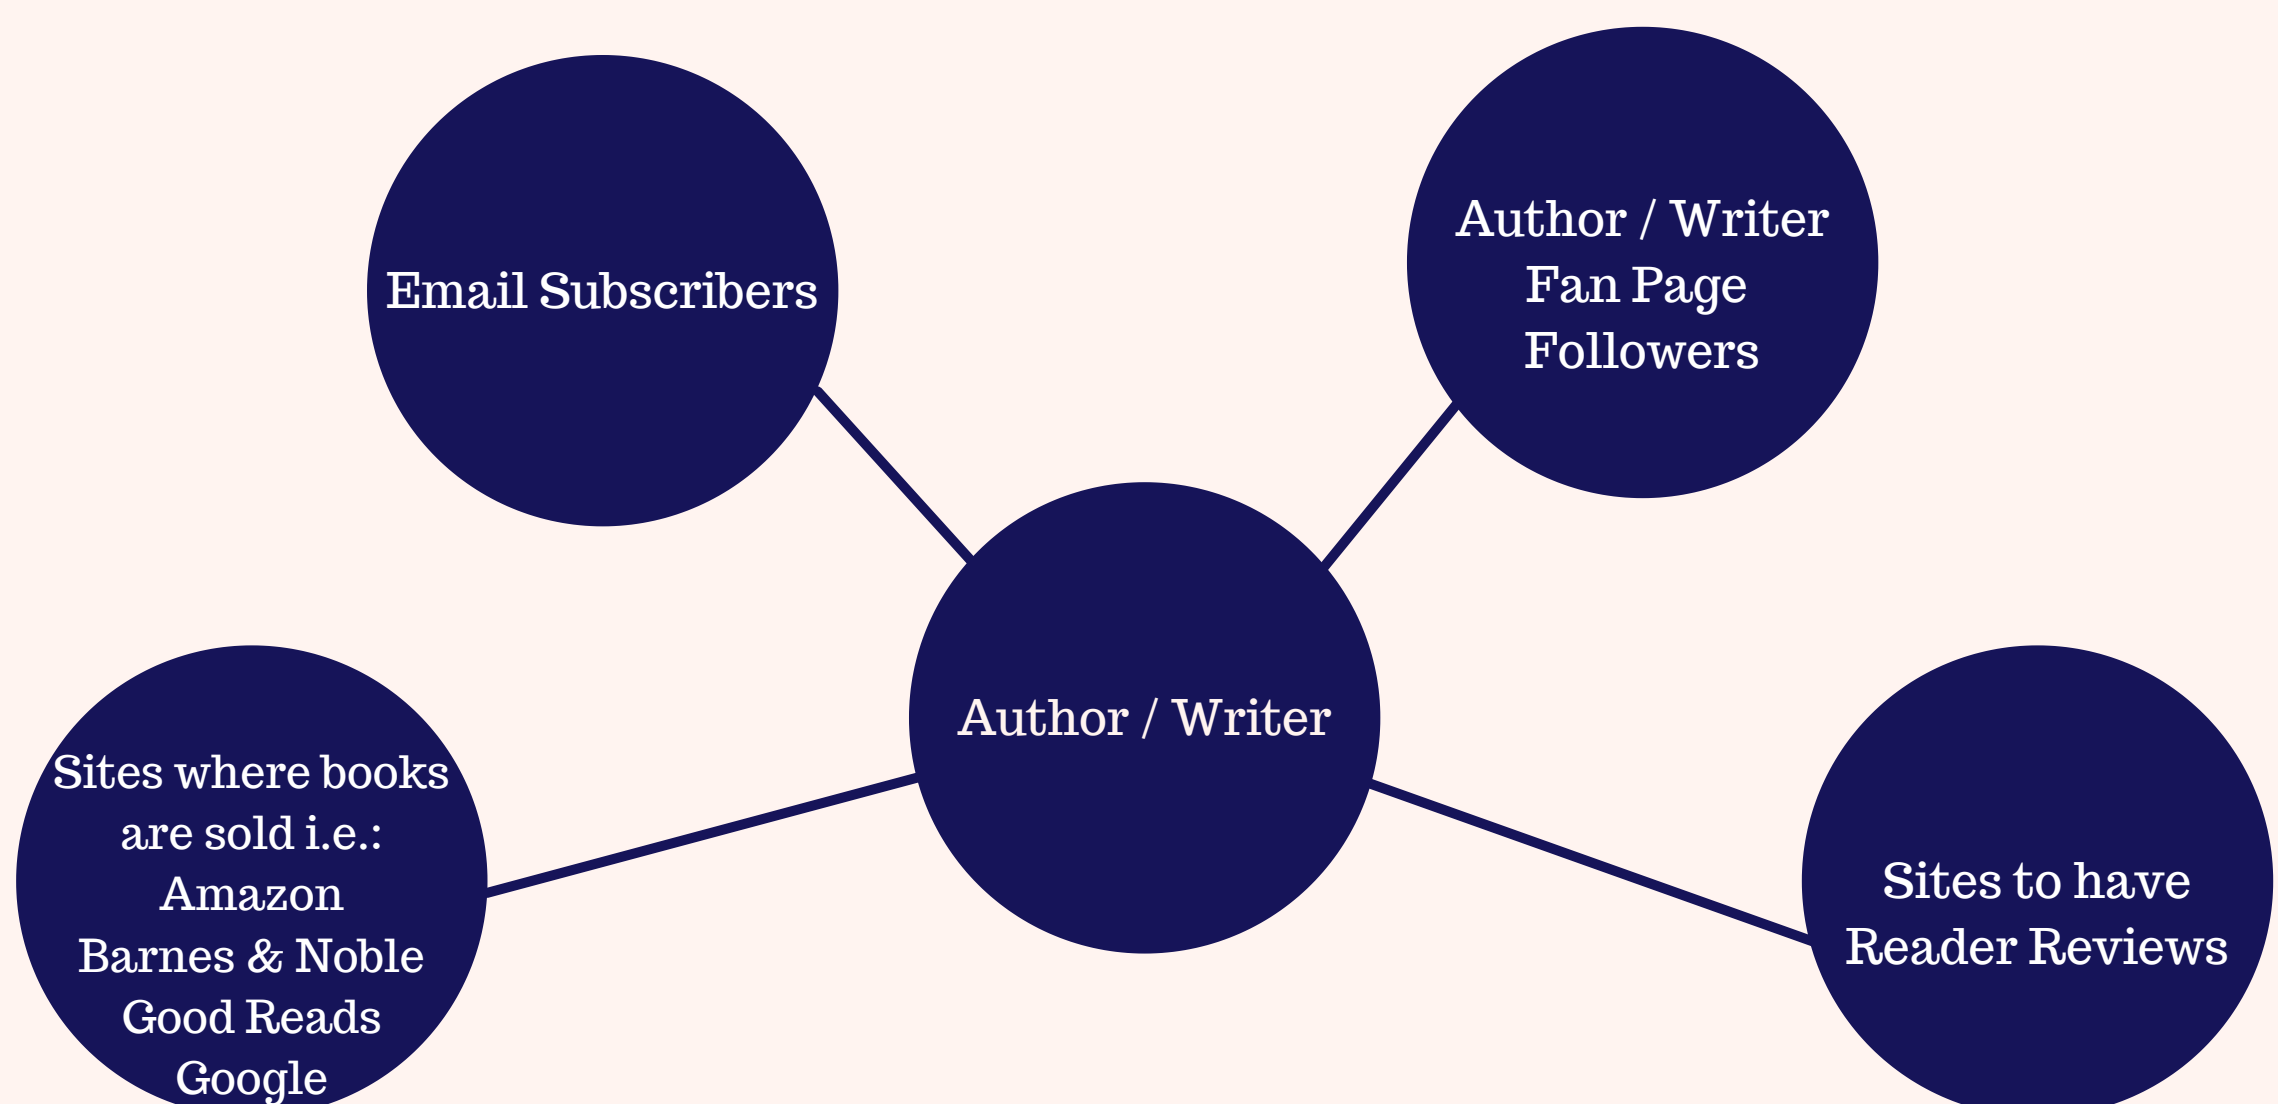 Email Subscribers
Author / Writer
Fan Page
Followers
Author / Writer
Sites where books
are sold i.e.:
Amazon
Barnes & Noble
Good Reads
Google
Sites to have
Reader Reviews